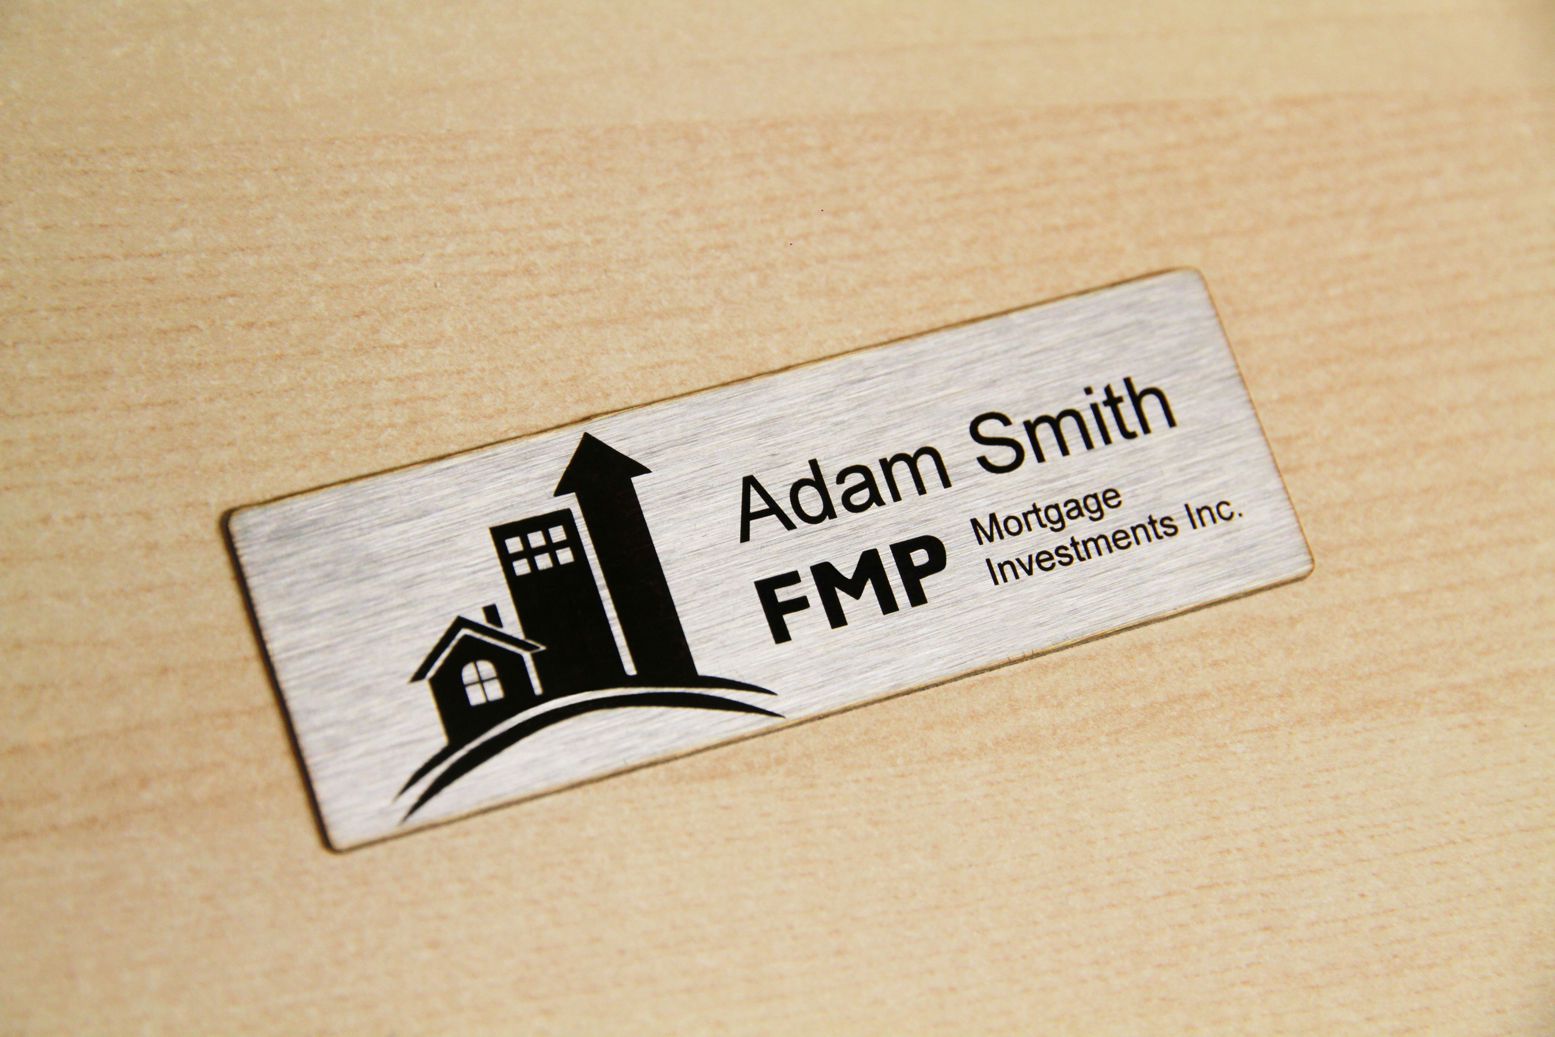 Adam Smith
FMP Mortgage
Investments Inc.